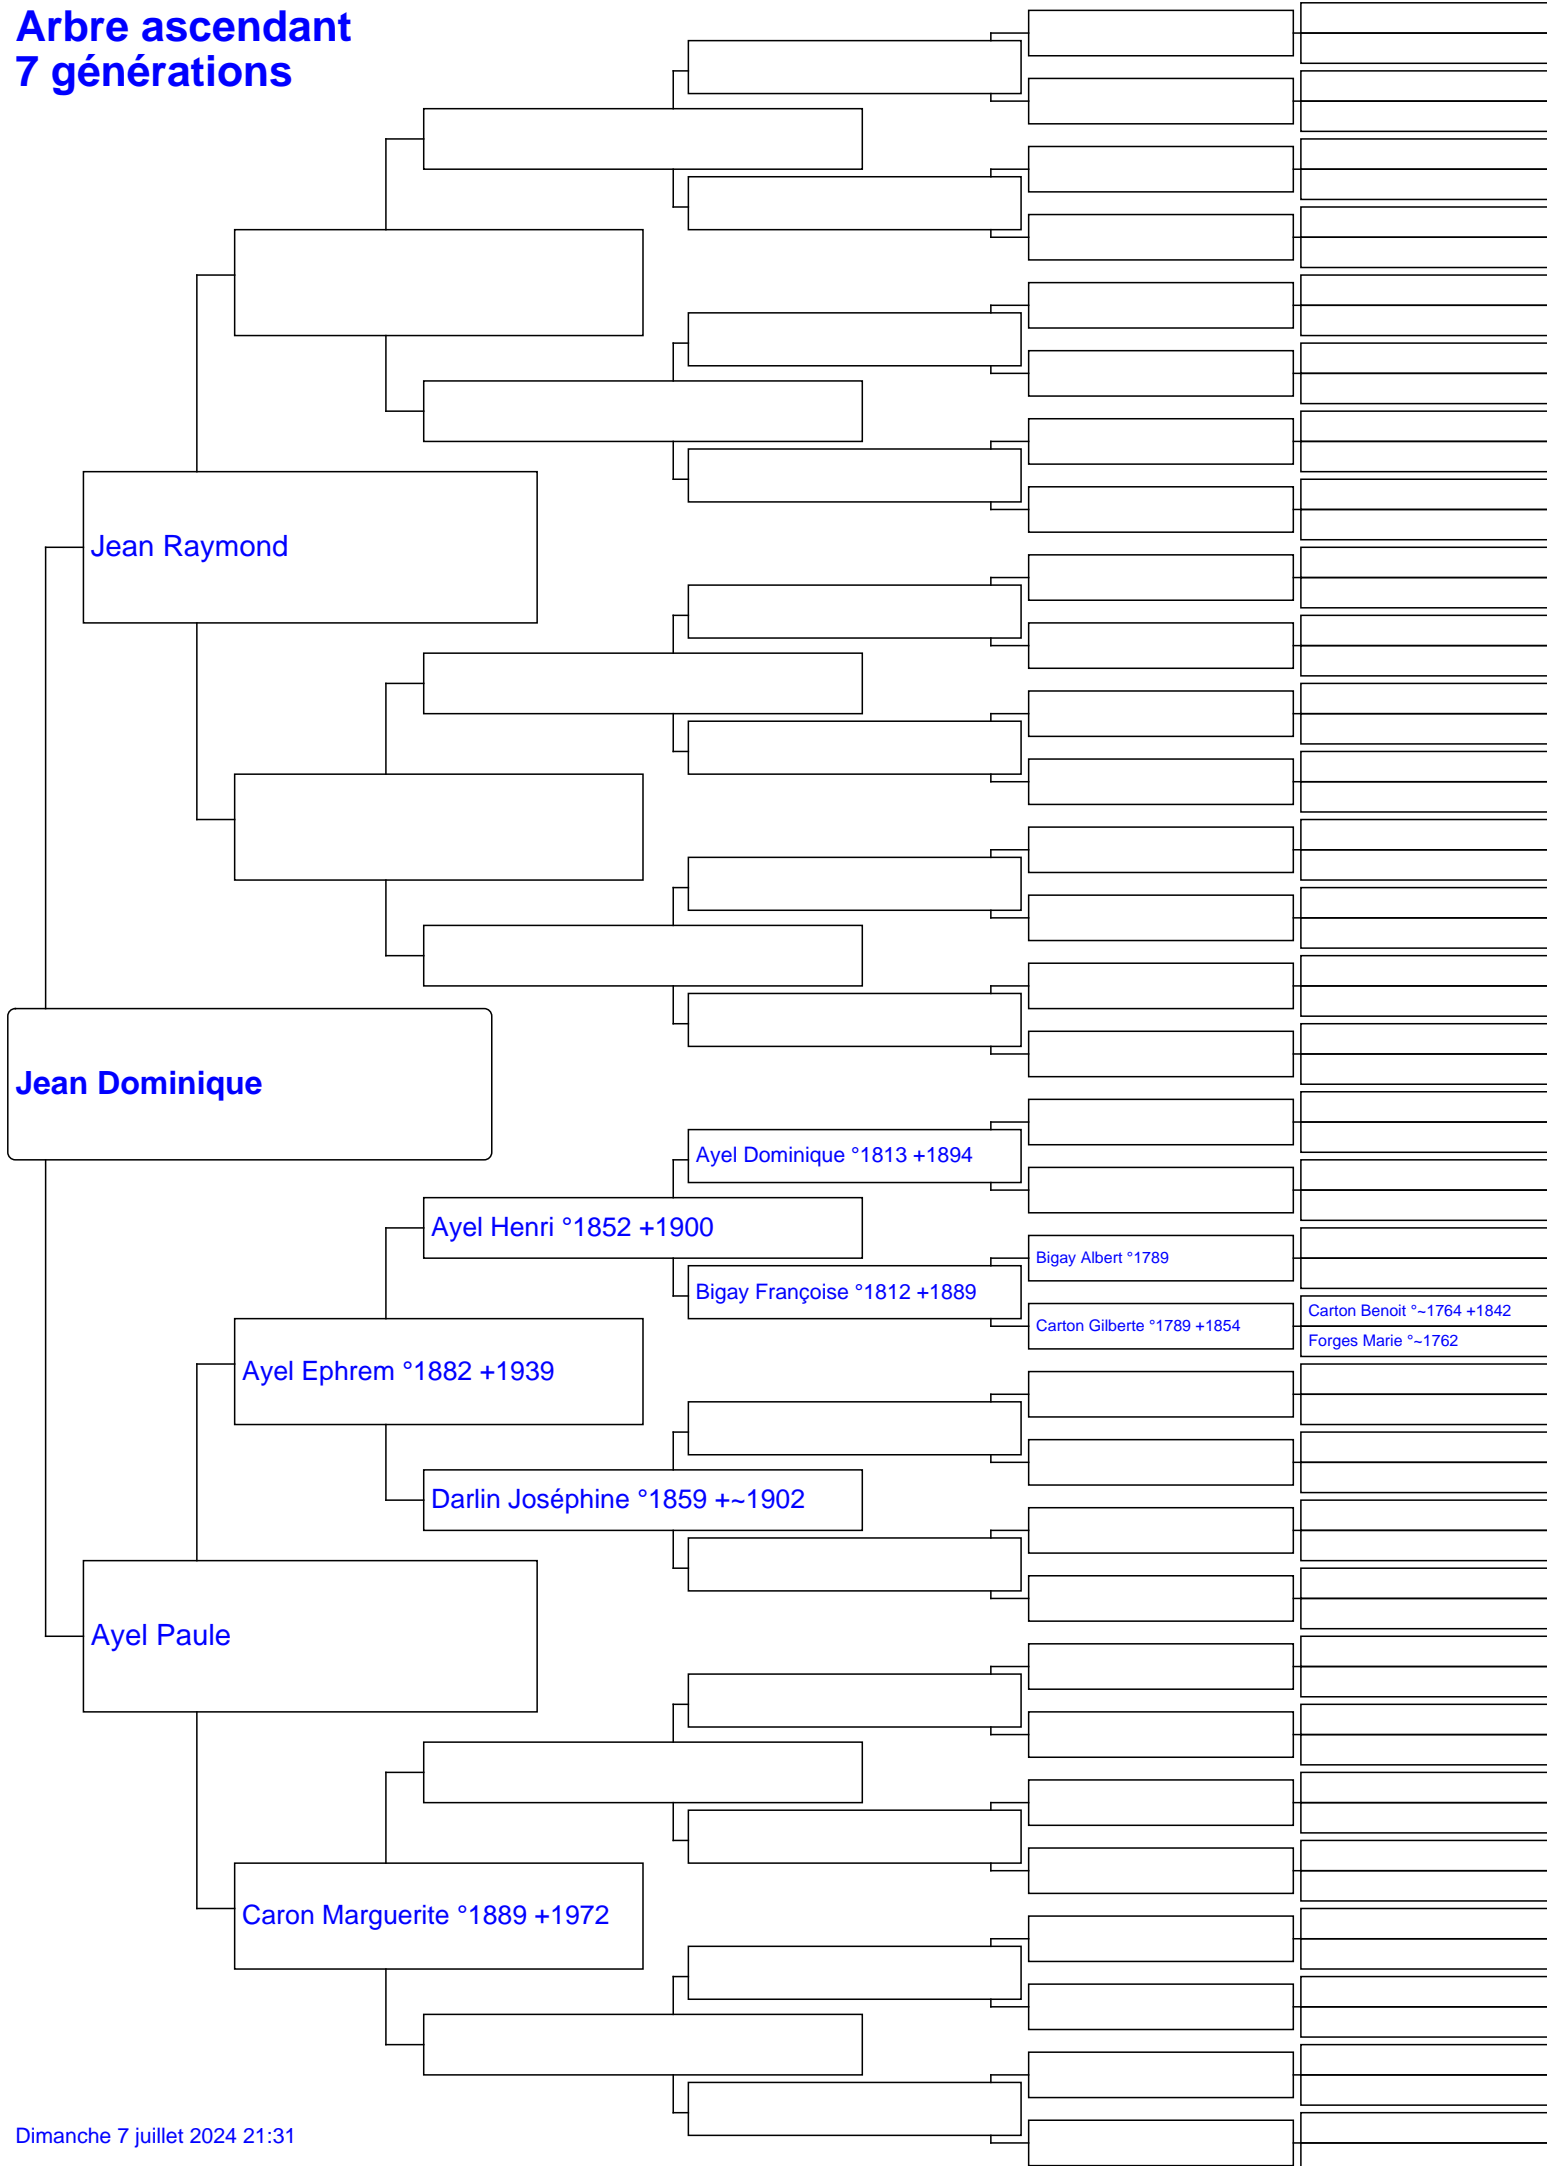 Arbre ascendant
7 générations
Jean Raymond
Jean Dominique
Ayel Dominique °1813 +1894
Ayel Henri °1852 +1900
Bigay Albert °1789
Bigay Françoise °1812 +1889
Carton Benoit °~1764 +1842
Carton Gilberte °1789 +1854
Forges Marie °~1762
Ayel Ephrem °1882 +1939
Darlin Joséphine °1859 +~1902
Ayel Paule
Caron Marguerite °1889 +1972
Dimanche 7 juillet 2024 21:31